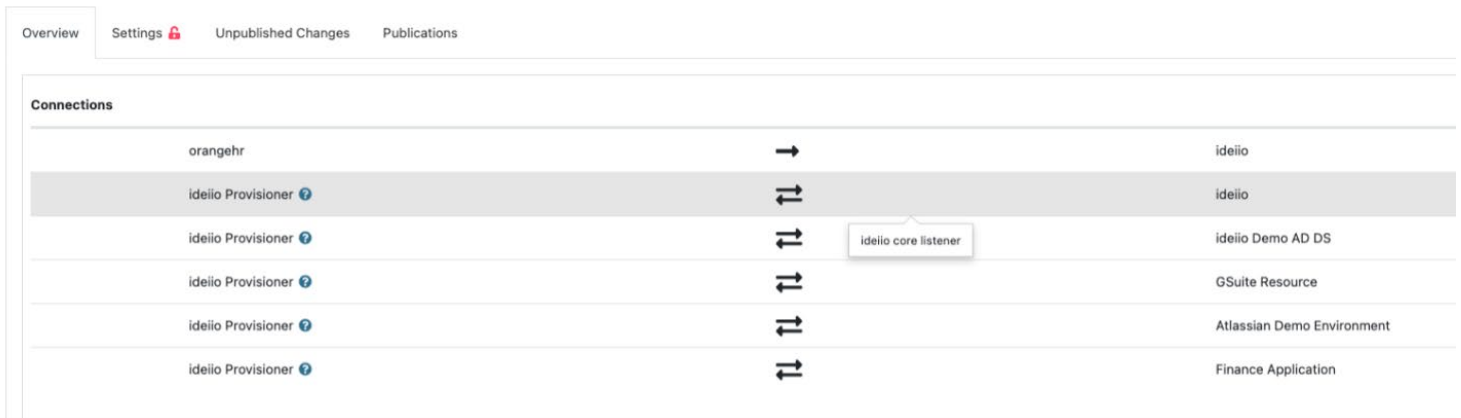 Overview Settings Unpublished Changes Publications
Connections
orangehr ideiio
ideiio Provisioner ideiio
ideiio core listener
ideiio Provisioner ideiio Demo AD DS
ideiio Provisioner GSuite Resource
ideiio Provisioner Atlassian Demo Environment
ideiio Provisioner Finance Application